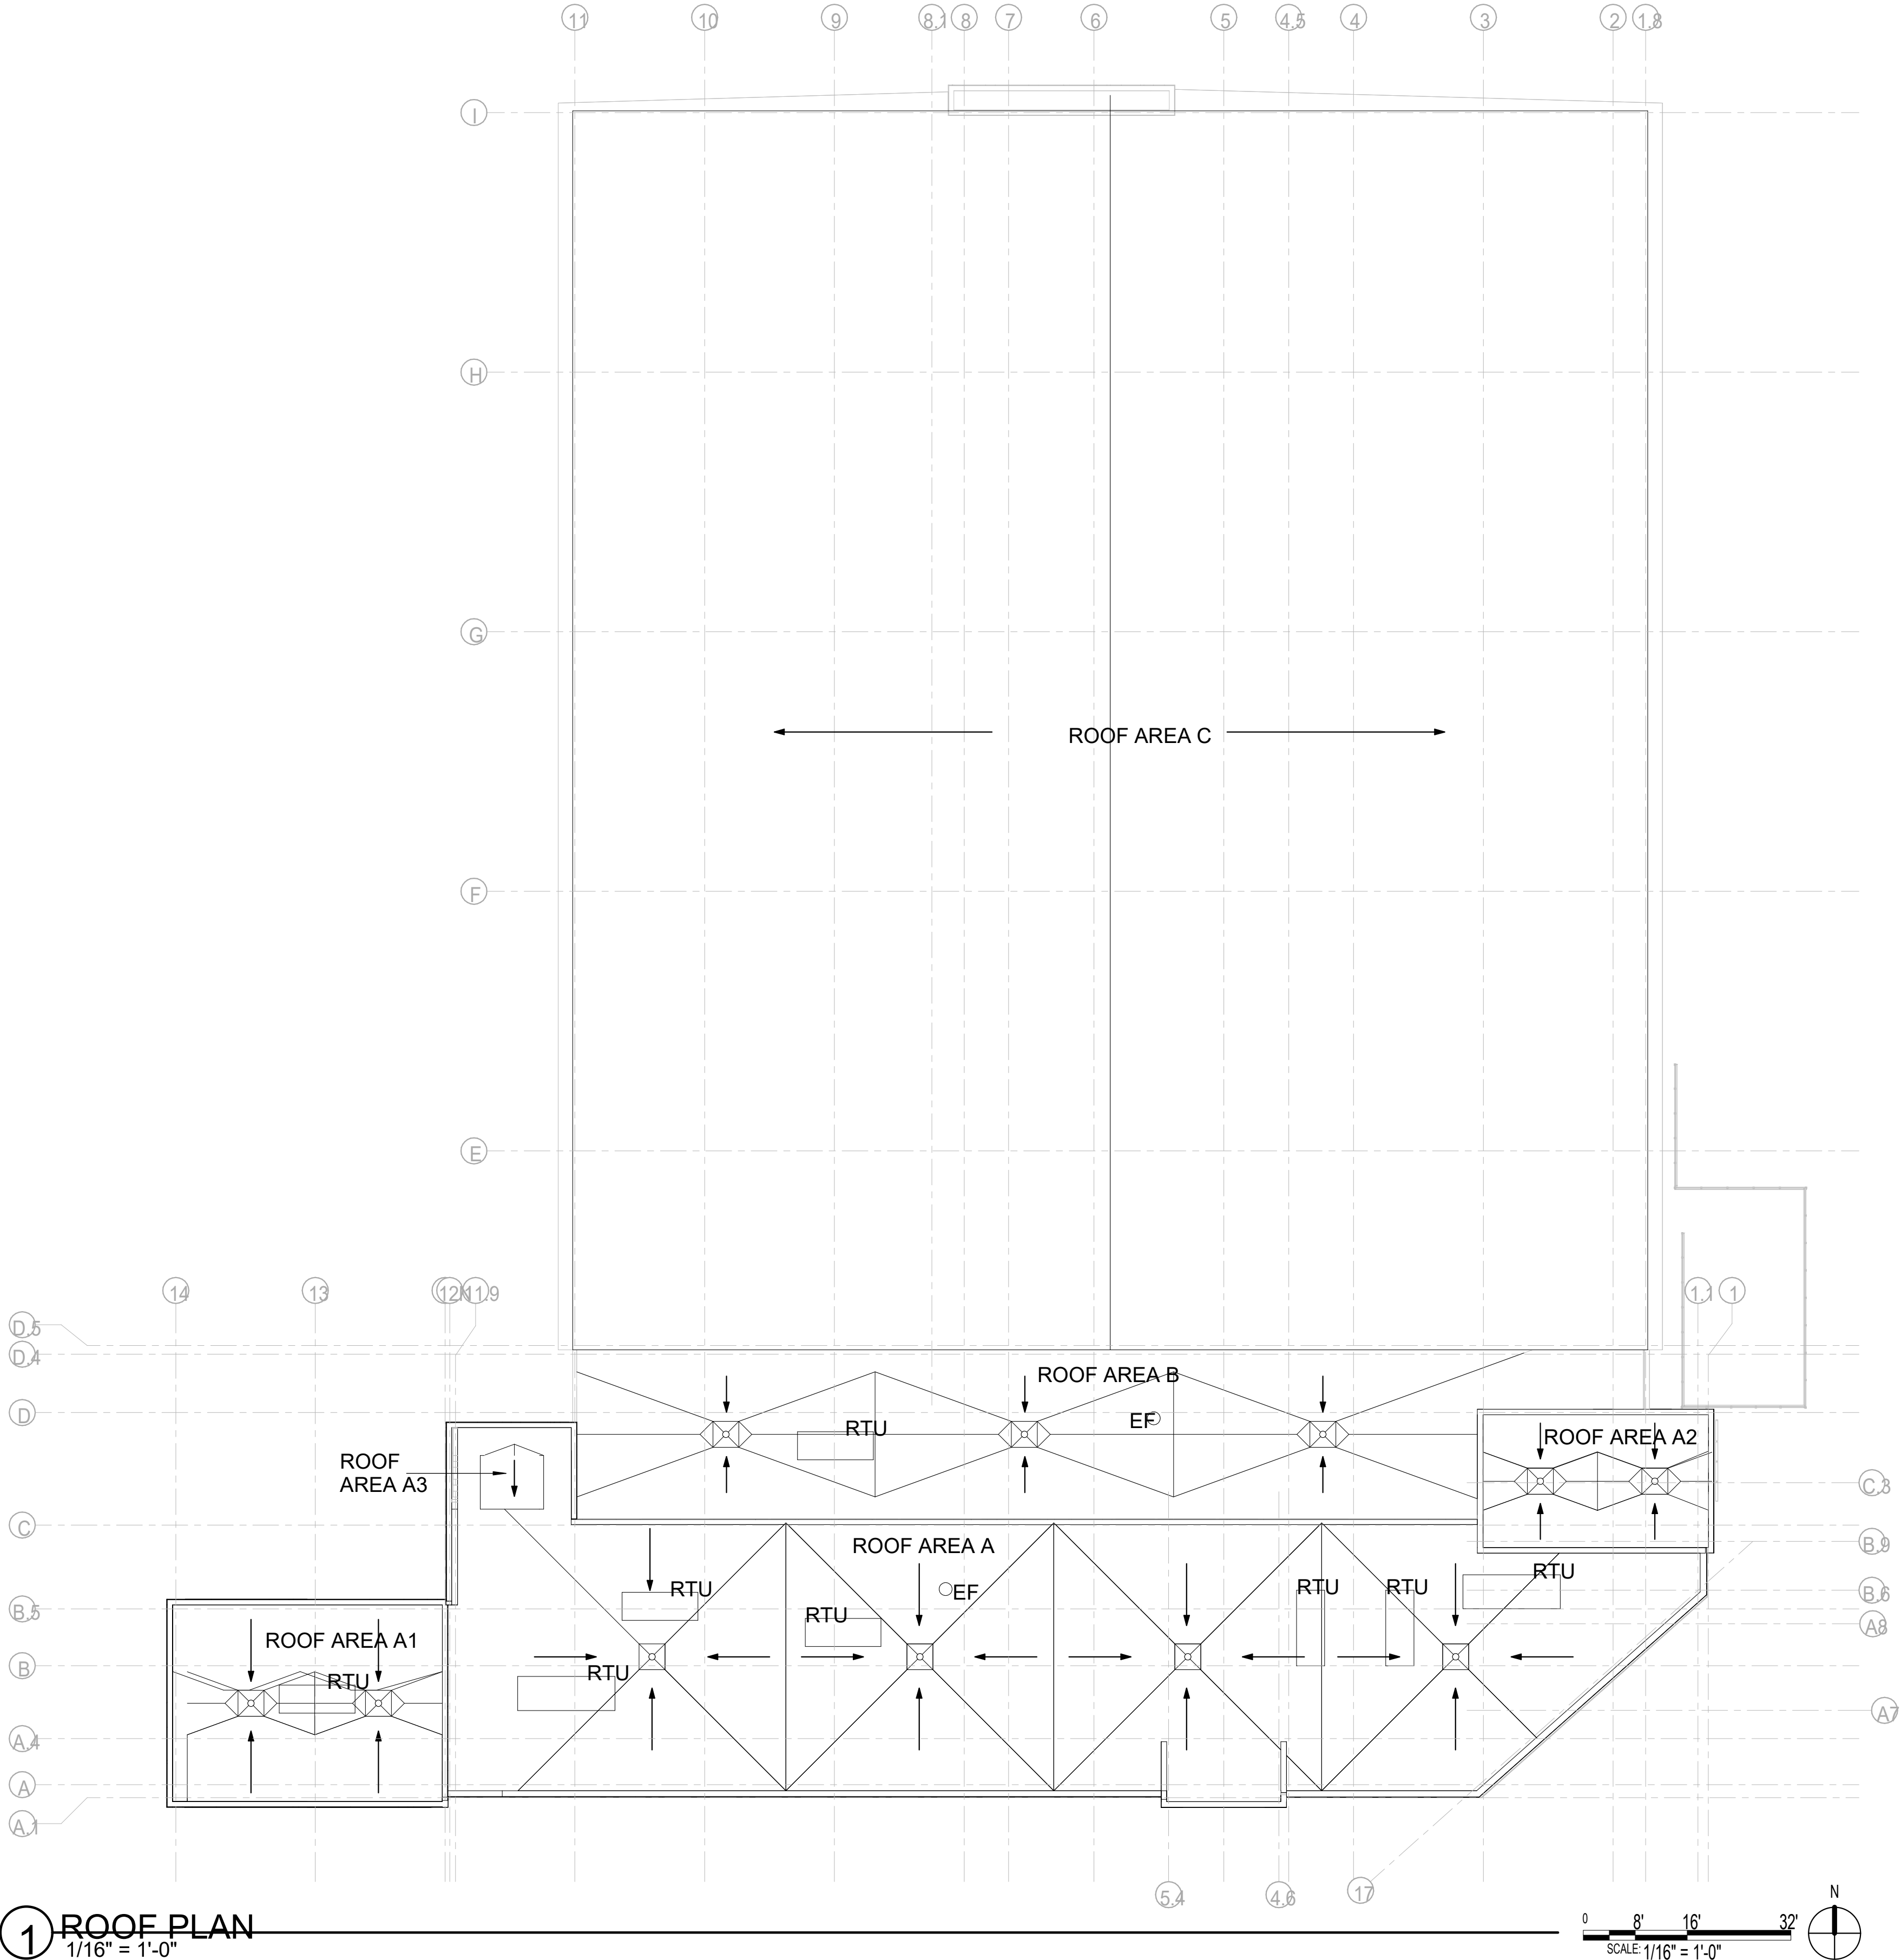 11
10
9
8.1
8
7
6
5
4.5
4
3
2
1.8
I
H
G
ROOF AREA C
F
E
14
13
11.9
1.1
1
D.5
D.4
ROOF AREA B
D
EF
RTU
ROOF AREA A2
ROOF
AREA A3
C.3
C
B.9
ROOF AREA A
RTU
RTU
RTU
RTU
EF
B.6
B.5
RTU
A8
ROOF AREA A1
B
RTU
RTU
A7
A.4
A
A.1
5.4
4.6
17
N
1
ROOF PLAN
1/16" = 1'-0"
0 8' 16' 32'
SCALE: 1/16" = 1'-0"